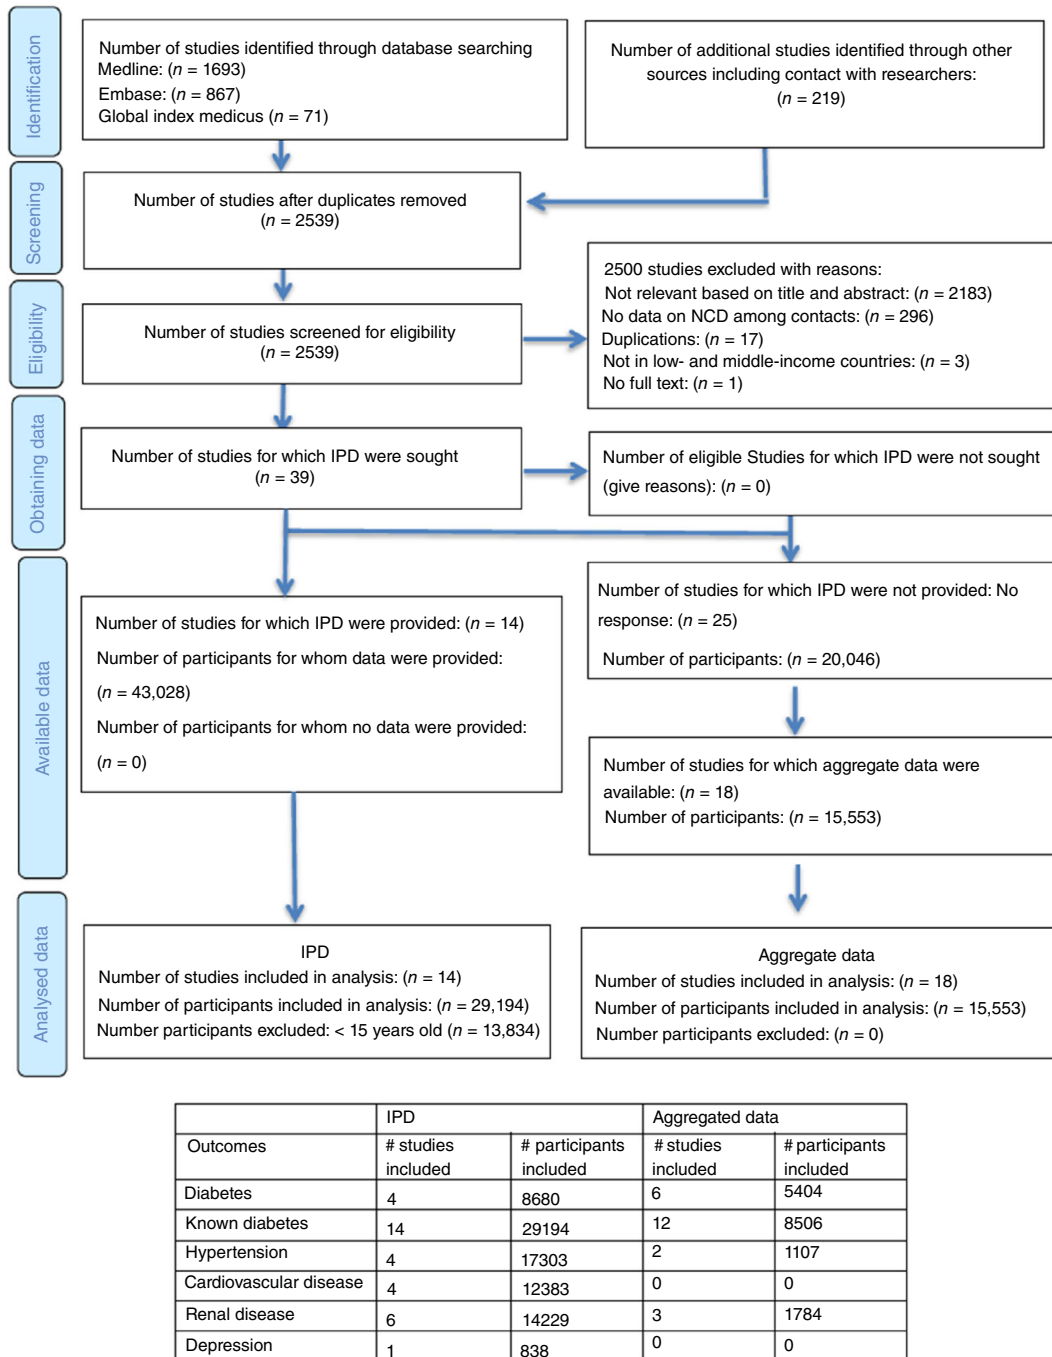 Identification
Number of studies identified through database searching
Medline: (n = 1693)
Embase: (n = 867)
Global index medicus (n = 71)
Number of additional studies identified through other
sources including contact with researchers:
(n = 219)
Screening
Number of studies after duplicates removed
(n = 2539)
Eligibility
Number of studies screened for eligibility
(n = 2539)
2500 studies excluded with reasons:
Not relevant based on title and abstract: (n = 2183)
No data on NCD among contacts: (n = 296)
Duplications: (n = 17)
Not in low- and middle-income countries: (n = 3)
No full text: (n = 1)
Obtaining data
Number of studies for which IPD were sought
(n = 39)
Number of eligible Studies for which IPD were not sought
(give reasons): (n = 0)
Available data
Number of studies for which IPD were provided: (n = 14)
Number of participants for whom data were provided:
(n = 43,028)
Number of participants for whom no data were provided:
(n = 0)
Number of studies for which IPD were not provided: No
response: (n = 25)
Number of participants: (n = 20,046)
Number of studies for which aggregate data were
available: (n = 18)
Number of participants: (n = 15,553)
Analysed data
IPD
Number of studies included in analysis: (n = 14)
Number of participants included in analysis: (n = 29,194)
Number participants excluded: < 15 years old (n = 13,834)
Aggregate data
Number of studies included in analysis: (n = 18)
Number of participants included in analysis: (n = 15,553)
Number participants excluded: (n = 0)
IPD Aggregated data
Outcomes # studies included # participants included # studies included # participants included
Diabetes 4 8680 6 5404
Known diabetes 14 29194 12 8506
Hypertension 4 17303 2 1107
Cardiovascular disease 4 12383 0 0
Renal disease 6 14229 3 1784
Depression 1 838 0 0